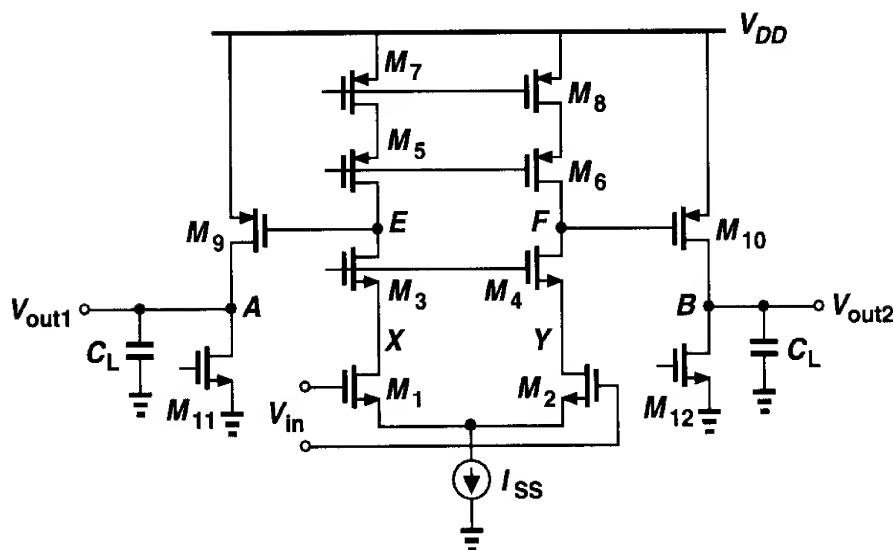 V_DD
M_7
M_8
M_5
M_6
E
F
M_9
M_10
M_3
M_4
V_out1
A
B
V_out2
C_L
X
Y
C_L
M_11
M_1
M_2
M_12
V_in
I_SS